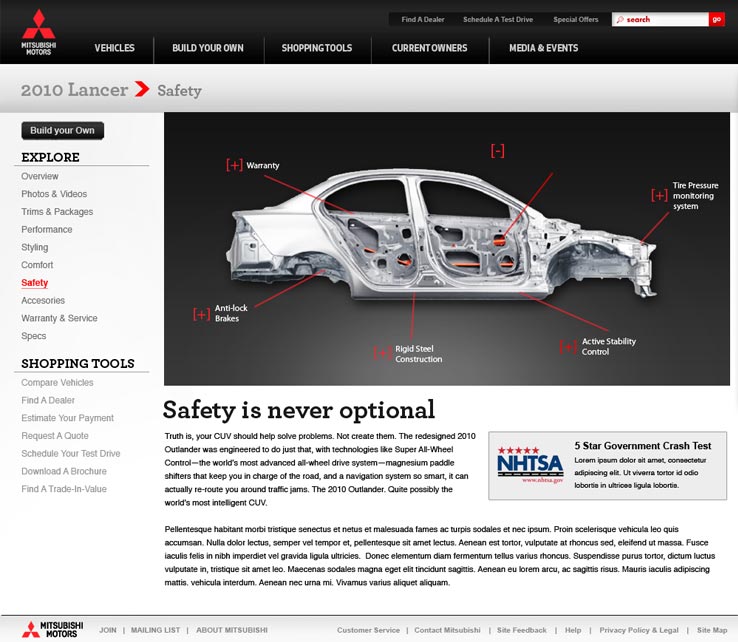 Find A Dealer
Schedule A Test Drive
Special Offers
search
go
MITSUBISHI
MOTORS
VEHICLES
BUILD YOUR OWN
SHOPPING TOOLS
CURRENT OWNERS
MEDIA & EVENTS
2010 Lancer Safety
Build your Own
EXPLORE
Overview
Photos & Videos
Trims & Packages
Performance
Styling
Comfort
Safety
Accesories
Warranty & Service
Specs
SHOPPING TOOLS
Compare Vehicles
Find A Dealer
Estimate Your Payment
Request A Quote
Schedule Your Test Drive
Download A Brochure
Find A Trade-In-Value
[+] Warranty
[-]
[+] Tire Pressure
monitoring
system
[+] Anti-lock
Brakes
[+] Rigid Steel
Construction
[+] Active Stability
Control
Safety is never optional
Truth is, your CUV should help solve problems. Not create them. The redesigned 2010
Outlander was engineered to do just that, with technologies like Super All-Wheel
Control—the world's most advanced all-wheel drive system—magnesium paddle
shifters that keep you in charge of the road, and a navigation system so smart, it can
actually re-route you around traffic jams. The 2010 Outlander. Quite possibly the
world's most intelligent CUV.
NHTSA
www.nhtsa.gov
5 Star Government Crash Test
Lorem ipsum dolor sit amet, consectetur
adipiscing elit. Ut viverra tortor id odio
lobortis in ultrices ligula lobortis.
Pellentesque habitant morbi tristique senectus et netus et malesuada fames ac turpis sodales et nec ipsum. Proin scelerisque vehicula leo quis
accumsan. Nulla dolor lectus, semper vel tempor et, pellentesque sit amet lectus. Aenean est tortor, vulputate at rhoncus sed, eleifend ut massa. Fusce
iaculis felis in nibh imperdiet vel gravida ligula ultricies. Donec elementum diam fermentum tellus varius rhoncus. Suspendisse purus tortor, dictum luctus
vulputate in, tristique sit amet leo. Maecenas sodales magna eget elit tincidunt sagittis. Aenean eu lorem arcu, ac sagittis risus. Mauris iaculis adipiscing
mattis. vehicula interdum. Aenean nec urna mi. Vivamus varius aliquet aliquam.
MITSUBISHI
MOTORS
JOIN | MAILING LIST | ABOUT MITSUBISHI
Customer Service | Contact Mitsubishi | Site Feedback | Help | Privacy Policy & Legal | Site Map